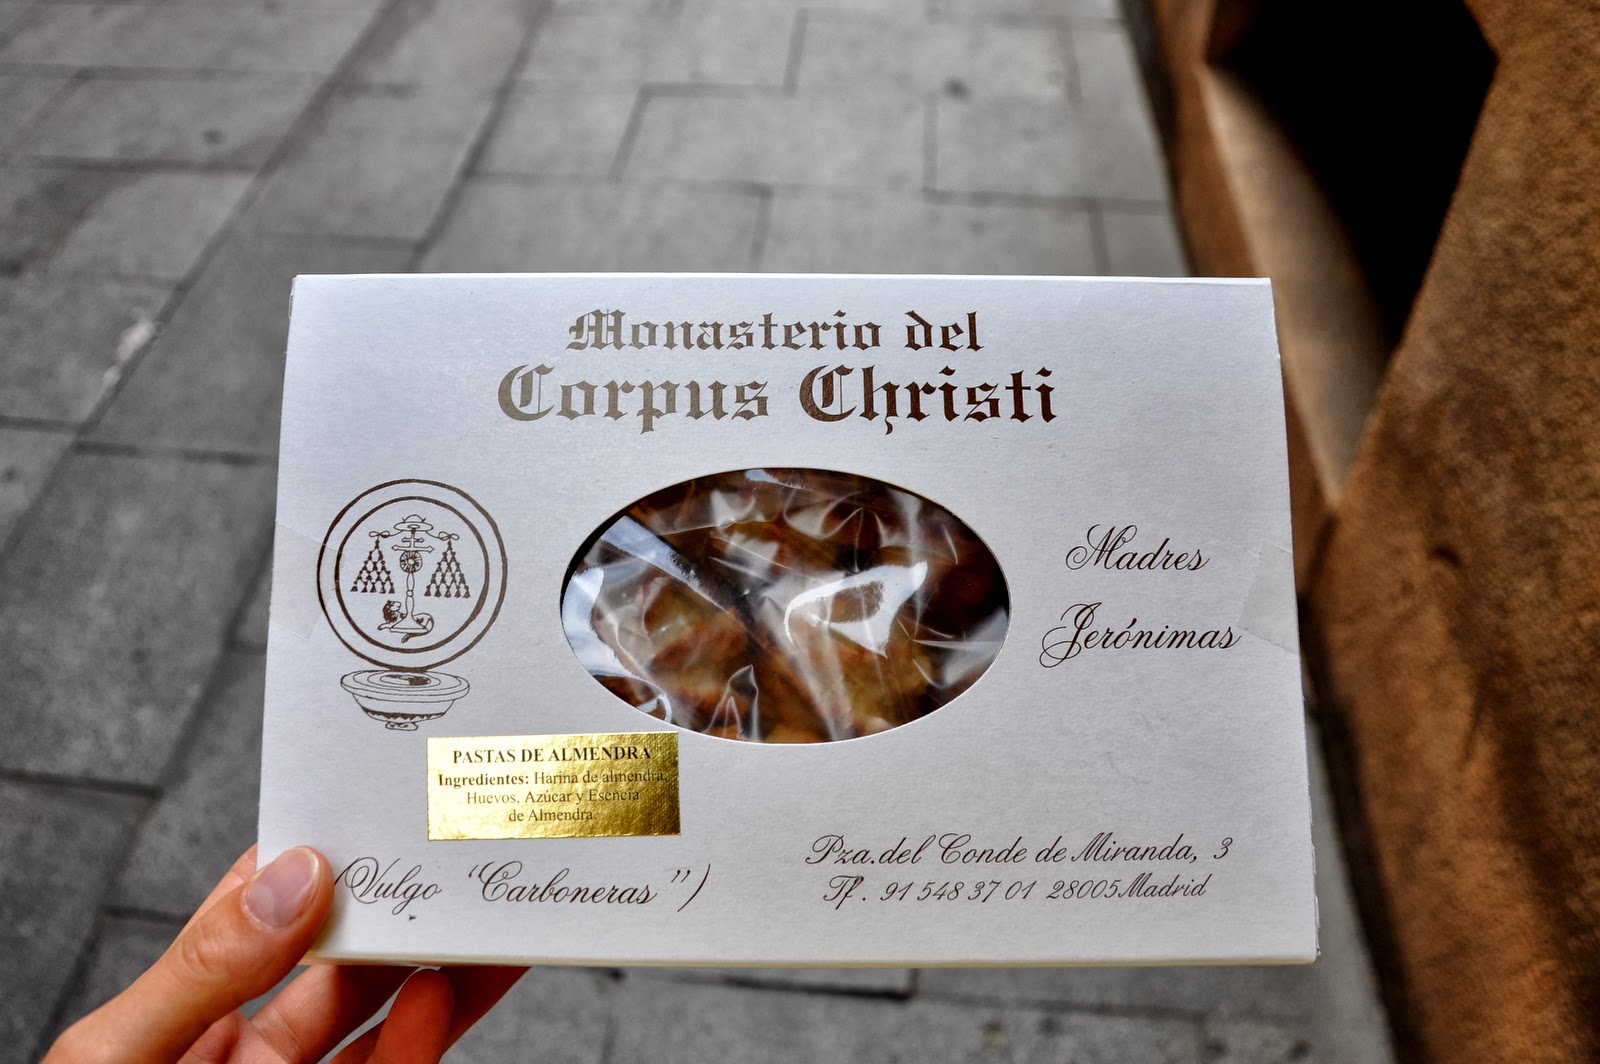 Monasterio del
Corpus Christi
Madres
Jerónimas
PASTAS DE ALMENDRA
Ingredientes: Harina de almendra,
Huevos, Azúcar y Esencia
de Almendra.
(Vulgo "Carboneras")
Pza.del Conde de Miranda, 3
Tf. 91 548 37 01 28005 Madrid